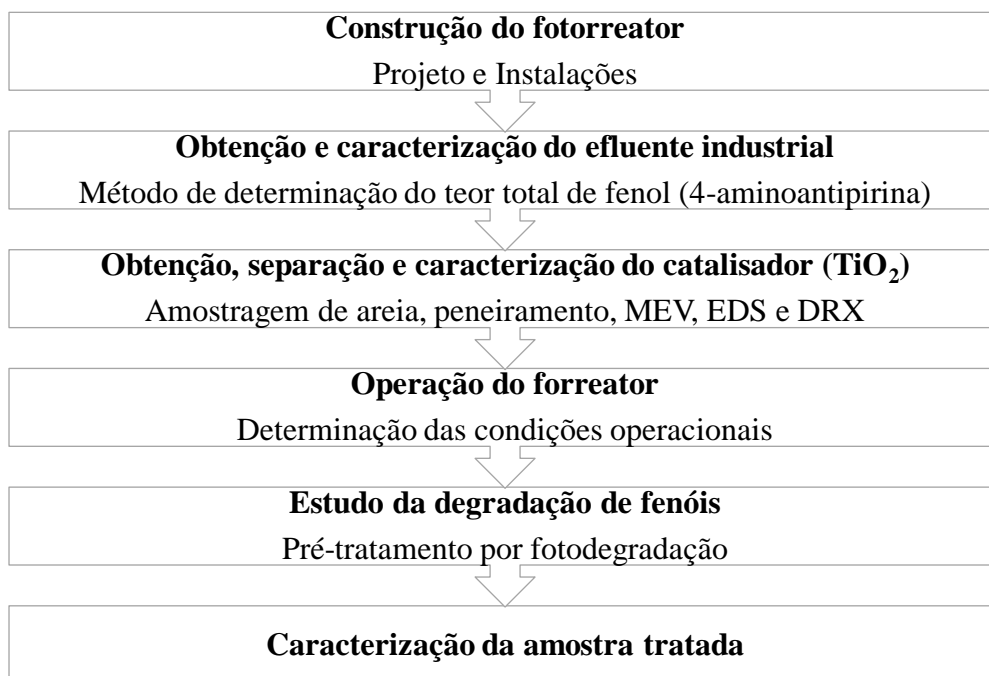 Construção do fotorreator
Projeto e Instalações
Obtenção e caracterização do efluente industrial
Método de determinação do teor total de fenol (4-aminoantipirina)
Obtenção, separação e caracterização do catalisador (TiO₂)
Amostragem de areia, peneiramento, MEV, EDS e DRX
Operação do forreator
Determinação das condições operacionais
Estudo da degradação de fenóis
Pré-tratamento por fotodegradação
Caracterização da amostra tratada